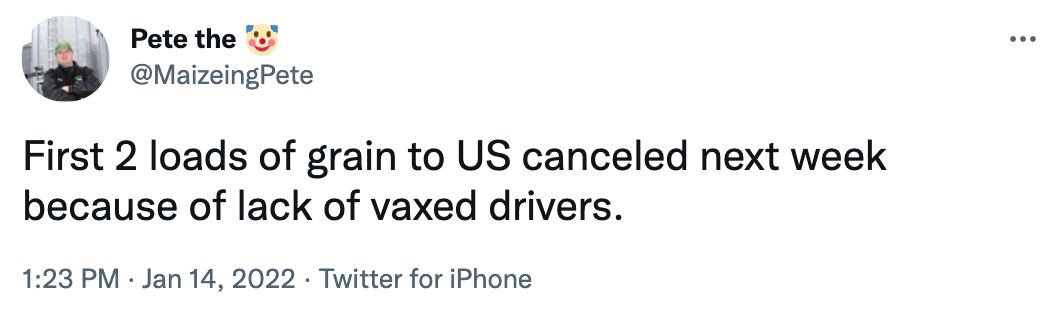 Pete the 🤡
@MaizeingPete
First 2 loads of grain to US canceled next week
because of lack of vaxed drivers.
1:23 PM · Jan 14, 2022 · Twitter for iPhone